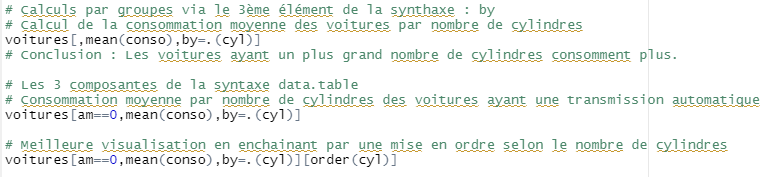 # Calculs par groupes via le 3ème élément de la synthaxe : by
# Calcul de la consommation moyenne des voitures par nombre de cylindres
voitures[,mean(conso),by=.(cyl)]
# Conclusion : Les voitures ayant un plus grand nombre de cylindres consomment plus.
# Les 3 composantes de la syntaxe data.table
# Consommation moyenne par nombre de cylindres des voitures ayant une transmission automatique
voitures[am==0,mean(conso),by=.(cyl)]
# Meilleure visualisation en enchainant par une mise en ordre selon le nombre de cylindres
voitures[am==0,mean(conso),by=.(cyl)][order(cyl)]